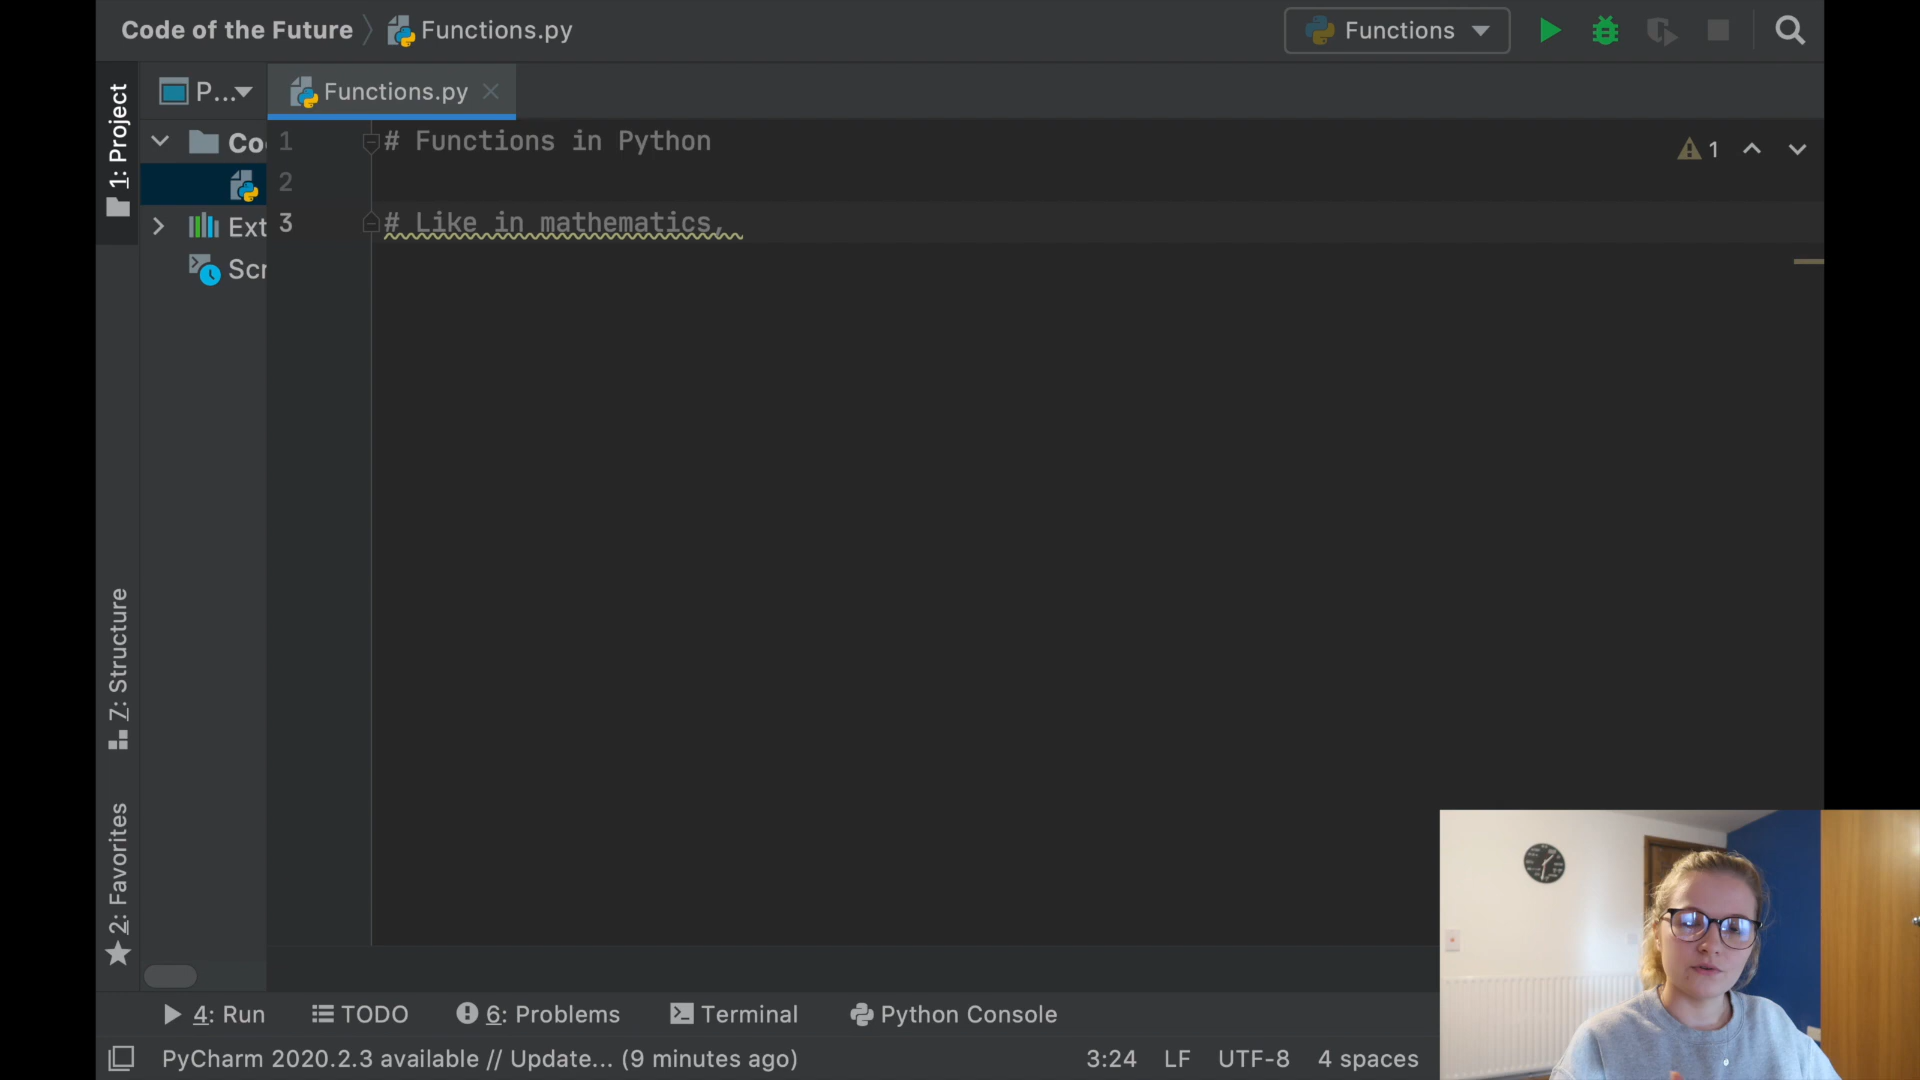 Code of the Future
Functions.py
Functions
1: Project
P...
Functions.py
Co
1 # Functions in Python
1
2
Ext
3 # Like in mathematics,
Scr
7: Structure
2: Favorites
4: Run
TODO
6: Problems
Terminal
Python Console
PyCharm 2020.2.3 available // Update... (9 minutes ago)
3:24
LF
UTF-8
4 spaces